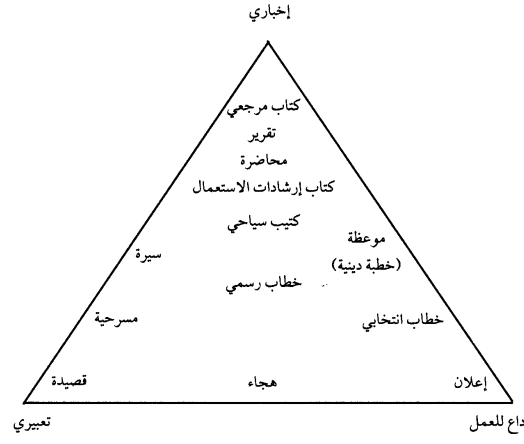 إخباري
كتاب مرجعي
تقرير
محاضرة
كتاب إرشادات الاستعمال
كتيب سياحي
موعظة
(خطبة دينية)
سيرة
خطاب رسمي
خطاب انتخابي
مسرحية
إعلان
هجاء
قصيدة
داع للعمل
تعبيري